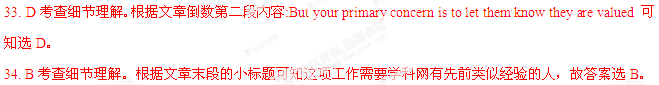 33. D 考查细节理解。根据文章倒数第二段内容:But your primary concern is to let them know they are valued 可
知选 D。
34. B 考查细节理解。根据文章末段的小标题可知这项工作需要学科网有先前类似经验的人，故答案选 B。